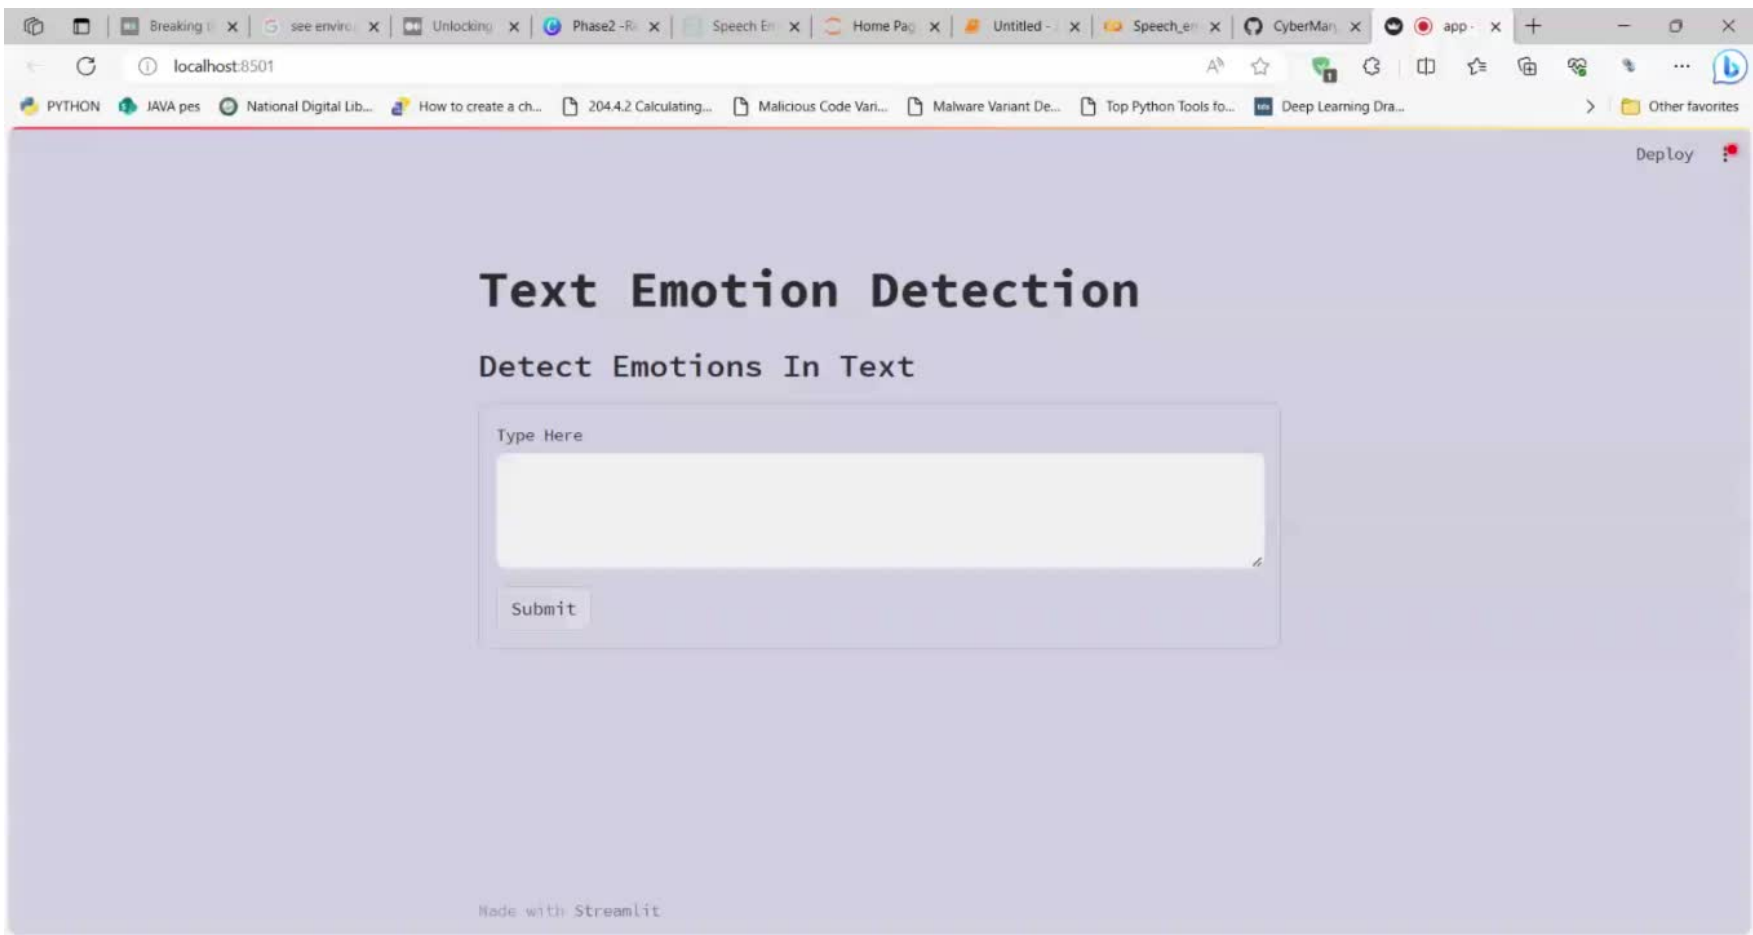 Breaking
see enviro
Unlocking
Phase2 -R
Speech Em
Home Pag
Untitled -
Speech_em
CyberMan
app -
localhost:8501
PYTHON
JAVA pes
National Digital Lib...
How to create a ch...
204.4.2 Calculating...
Malicious Code Vari...
Malware Variant De...
Top Python Tools fo...
Deep Learning Dra...
Other favorites
Deploy
Text Emotion Detection
Detect Emotions In Text
Type Here
Submit
Made with Streamlit